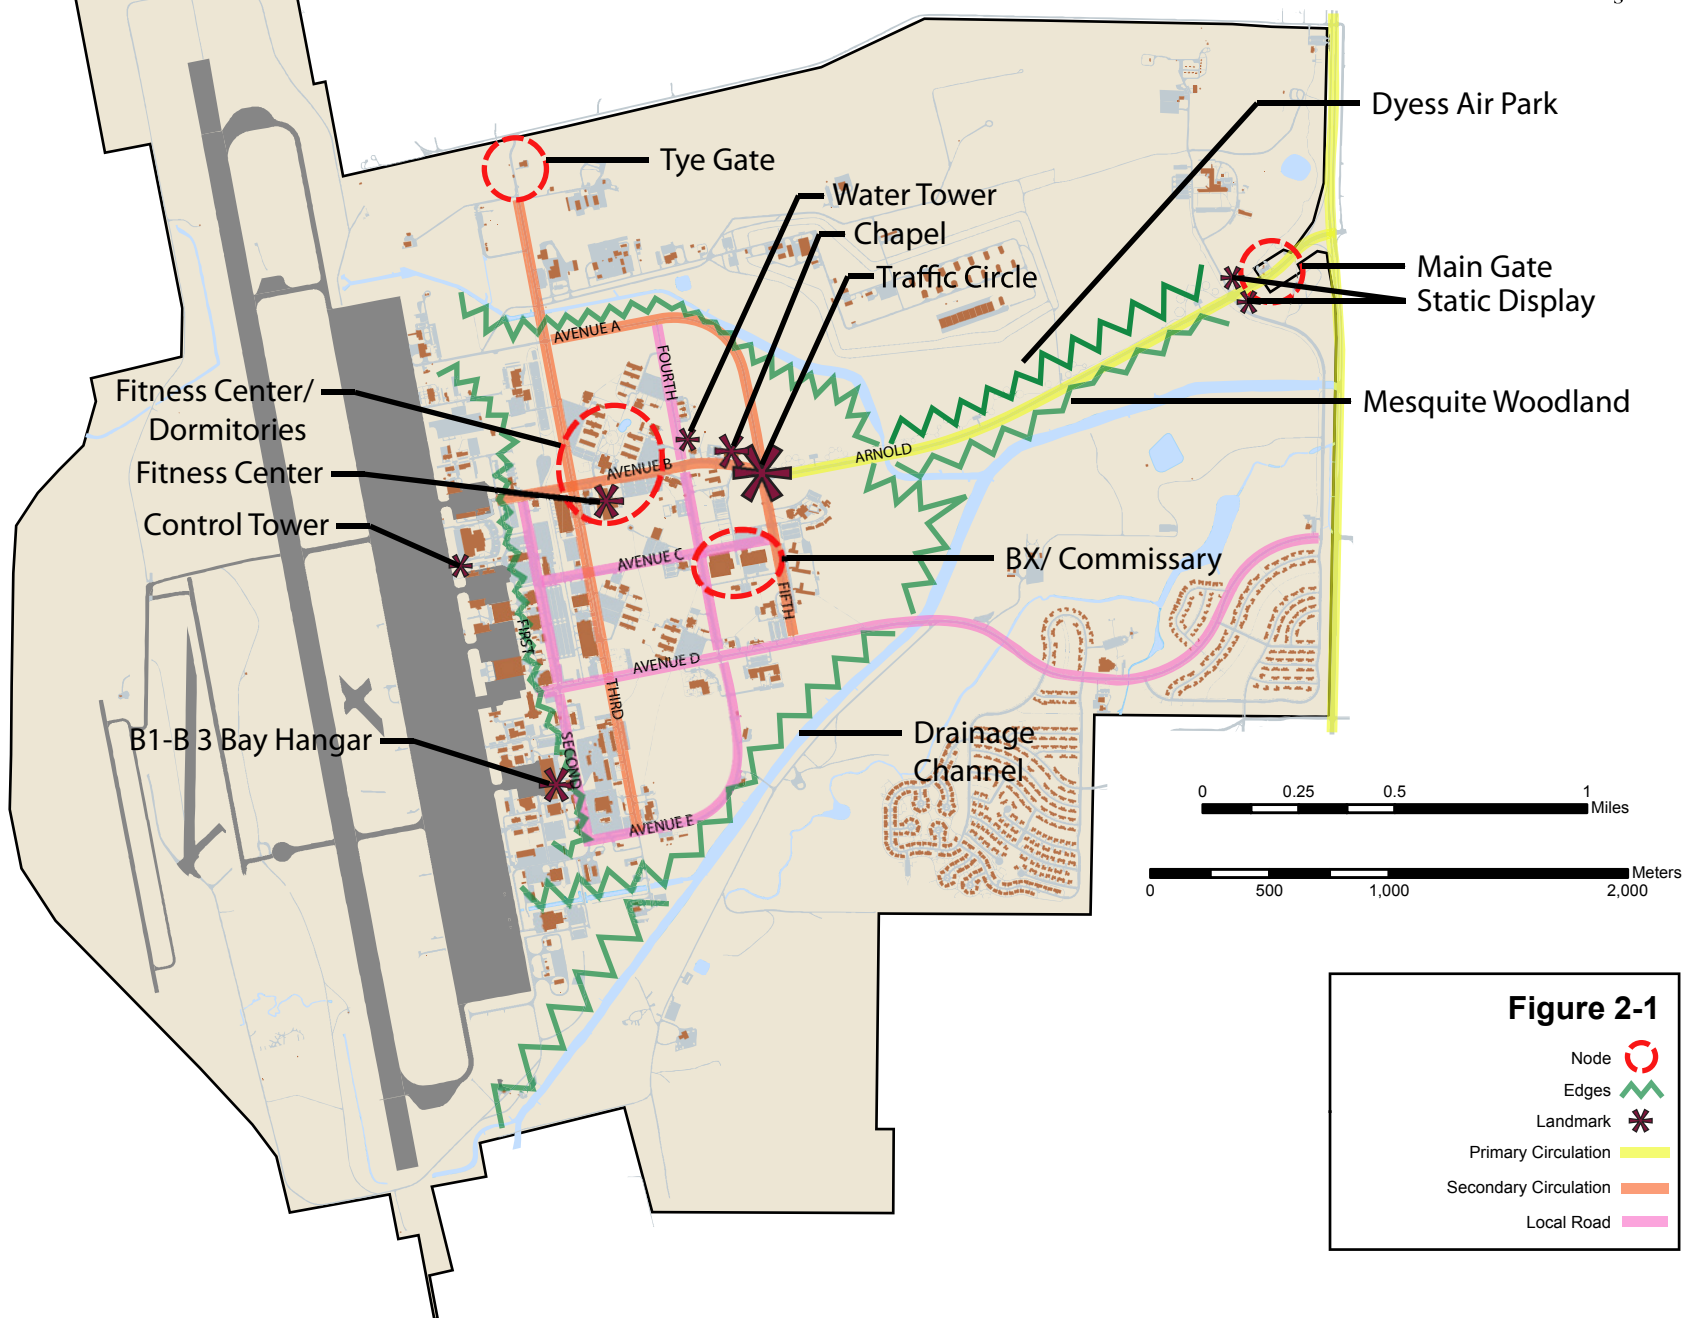 Dyess Air Park
Tye Gate
Water Tower
Chapel
Traffic Circle
Main Gate
Static Display
AVENUE A
FOURTH
Fitness Center/
Dormitories
Mesquite Woodland
ARNOLD
AVENUE B
Fitness Center
Control Tower
AVENUE C
BX/ Commissary
FIFTH
FIRST
AVENUE D
THIRD
B1-B 3 Bay Hangar
SECOND
Drainage
Channel
AVENUE E
0 0.25 0.5 1
Miles
Meters
0 500 1,000 2,000
Figure 2-1
Node
Edges
Landmark
Primary Circulation
Secondary Circulation
Local Road